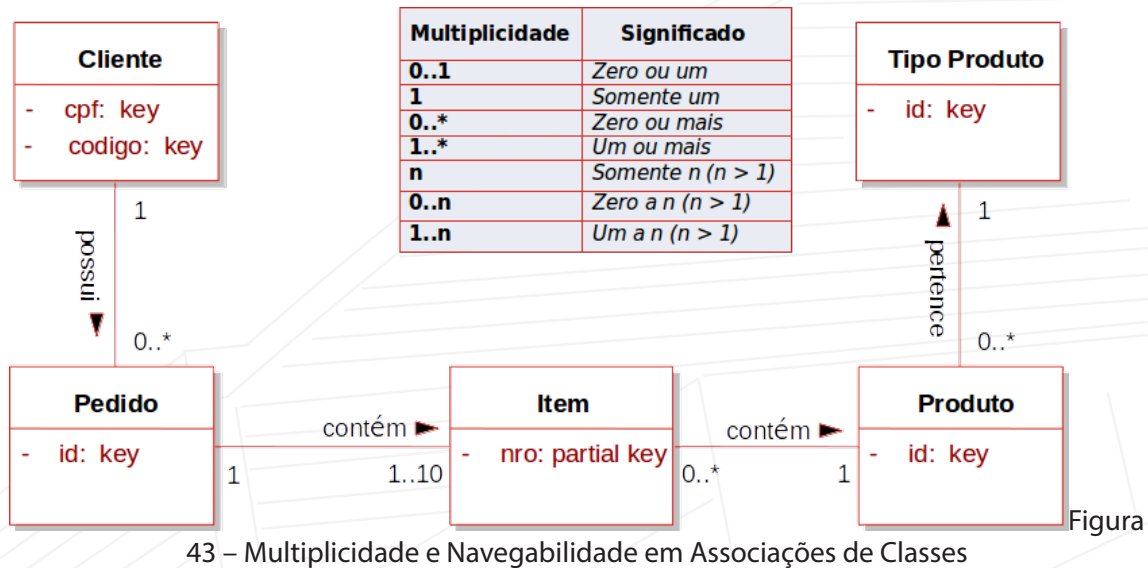 Cliente
- cpf: key
- codigo: key
Multiplicidade Significado
0..1 Zero ou um
1 Somente um
0..* Zero ou mais
1..* Um ou mais
n Somente n (n > 1)
0..n Zero a n (n > 1)
1..n Um a n (n > 1)
Tipo Produto
- id: key
1
possui
0..*
1
pertence
0..*
Pedido
- id: key
contém
1
1..10
Item
- nro: partial key
contém
0..*
1
Produto
- id: key
Figura
43 – Multiplicidade e Navegabilidade em Associações de Classes